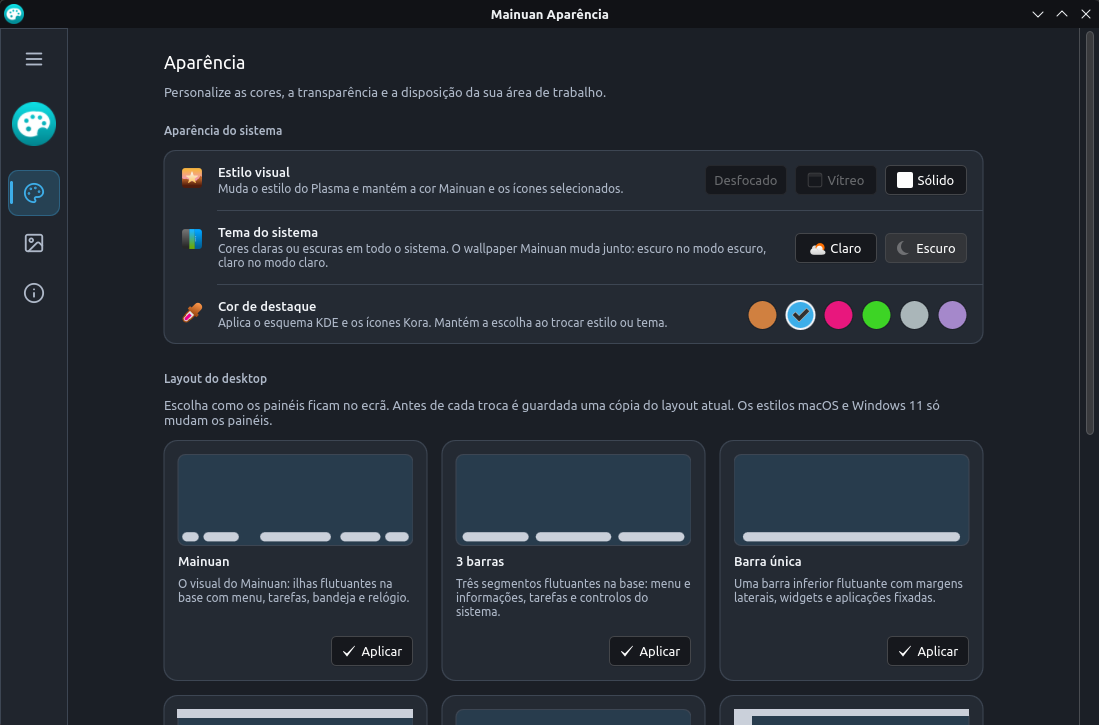 Mainuan Aparência
Aparência
Personalize as cores, a transparência e a disposição da sua área de trabalho.
Aparência do sistema
Estilo visual
Muda o estilo do Plasma e mantém a cor Mainuan e os ícones selecionados.
Desfocado
Vítreo
Sólido
Tema do sistema
Cores claras ou escuras em todo o sistema. O wallpaper Mainuan muda junto: escuro no modo escuro,
claro no modo claro.
Claro
Escuro
Cor de destaque
Aplica o esquema KDE e os ícones Kora. Mantém a escolha ao trocar estilo ou tema.
Layout do desktop
Escolha como os painéis ficam no ecrã. Antes de cada troca é guardada uma cópia do layout atual. Os estilos macOS e Windows 11 só
mudam os painéis.
Mainuan
O visual do Mainuan: ilhas flutuantes na
base com menu, tarefas, bandeja e relógio.
Aplicar
3 barras
Três segmentos flutuantes na base: menu e
informações, tarefas e controlos do
sistema.
Aplicar
Barra única
Uma barra inferior flutuante com margens
laterais, widgets e aplicações fixadas.
Aplicar